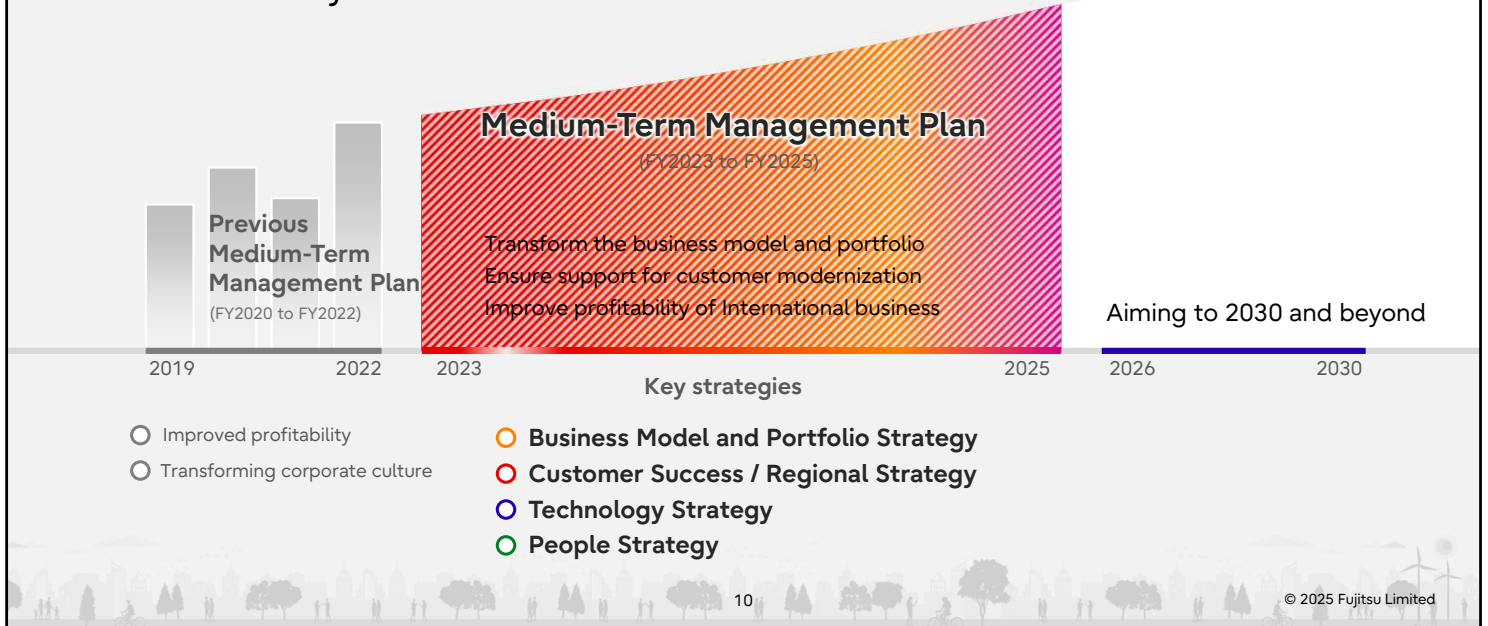 Medium-Term Management Plan
(FY2023 to FY2025)
Previous
Medium-Term
Management Plan
(FY2020 to FY2022)
Transform the business model and portfolio
Ensure support for customer modernization
Improve profitability of International business
Aiming to 2030 and beyond
2019
2022
2023
2025
2026
2030
Key strategies
Improved profitability
Transforming corporate culture
Business Model and Portfolio Strategy
Customer Success / Regional Strategy
Technology Strategy
People Strategy
10
© 2025 Fujitsu Limited